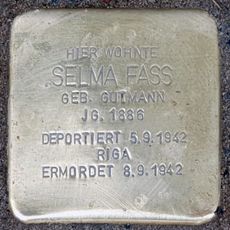 HIER WOHNTE
SELMA FASS
GEB. GUTMANN
JG. 1886
DEPORTIERT 5.9.1942
RIGA
ERMORDET 8.9.1942